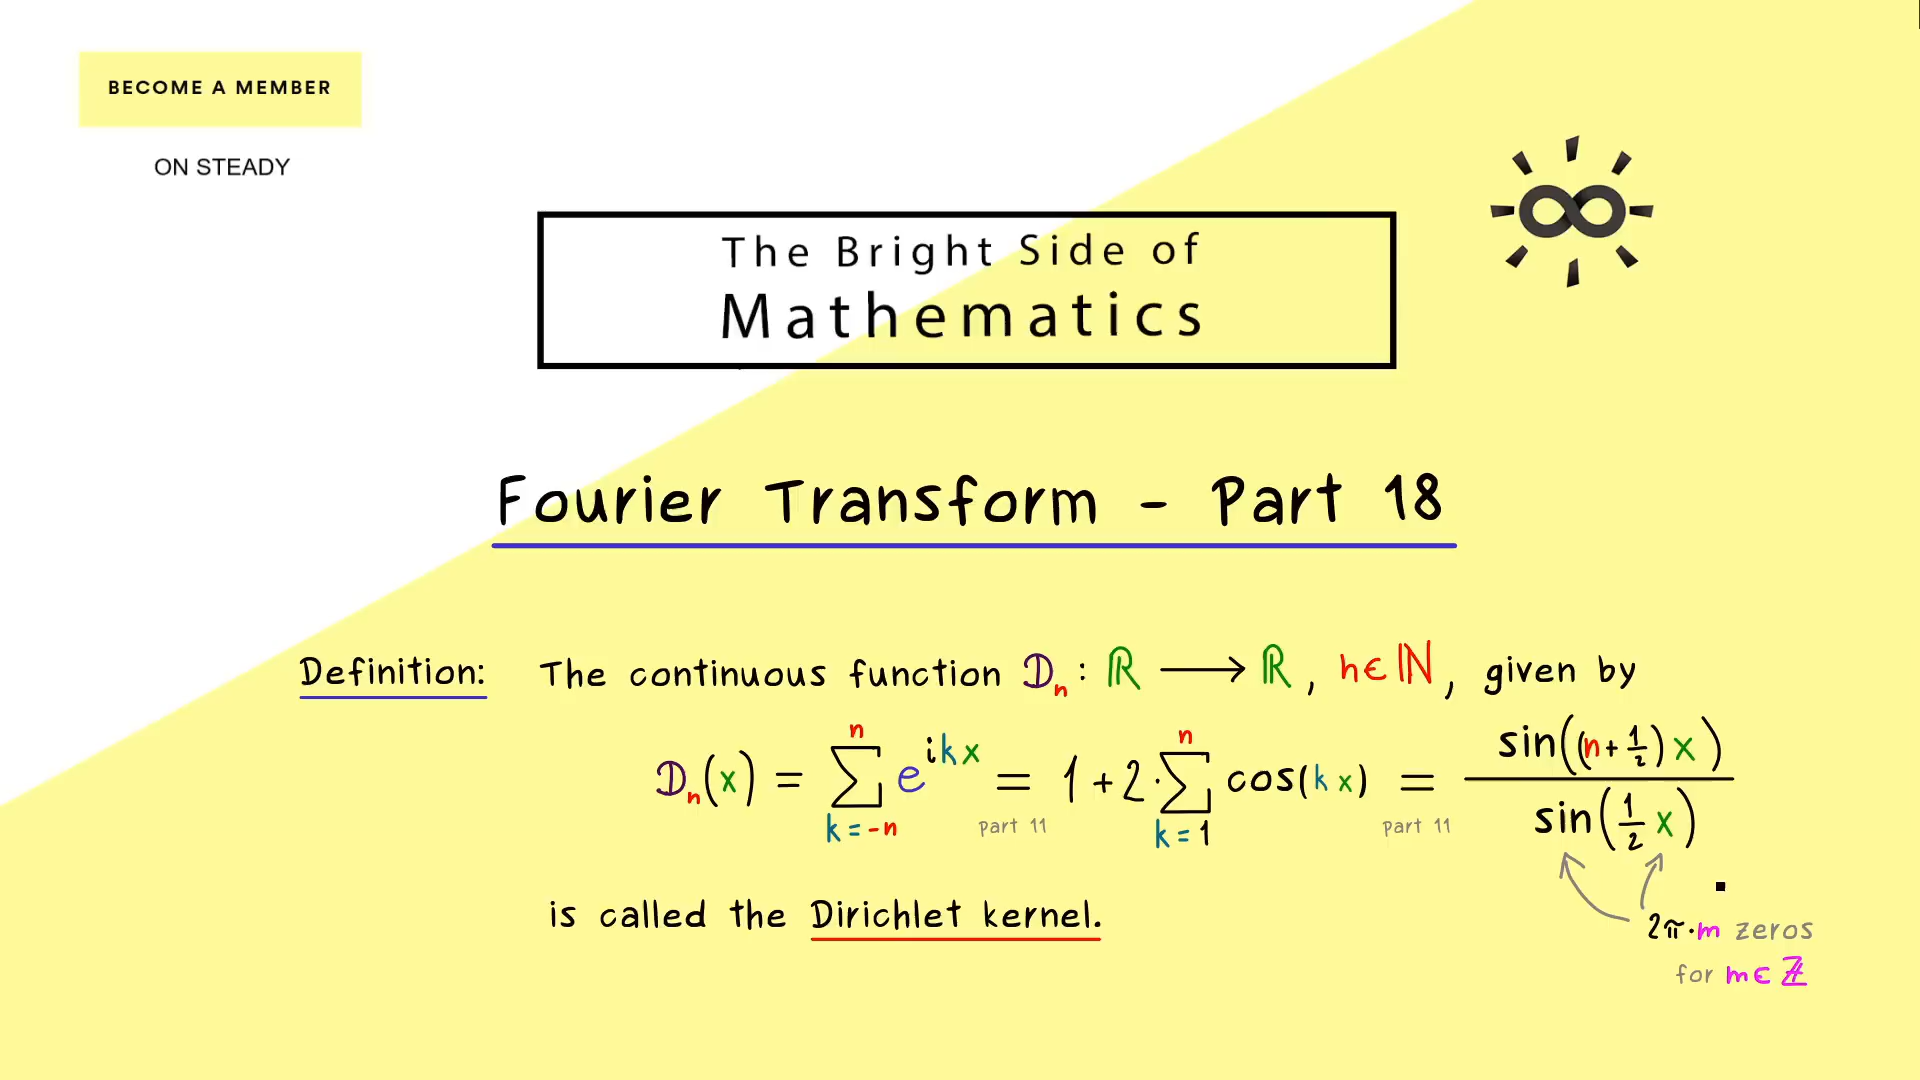 BECOME A MEMBER
ON STEADY
The Bright Side of
Mathematics
Fourier Transform - Part 18
Definition: The continuous function Dₙ: ℝ ⟶ ℝ, n∈ℕ, given by
Dₙ(x) = ∑_{k=-n}^{n} e^{ikx} = 1 + 2·∑_{k=1}^{n} cos(kx) = sin((n+1/2)x) / sin(1/2 x)
part 11 part 11
is called the Dirichlet kernel.
2π·m zeros
for m∈ℤ